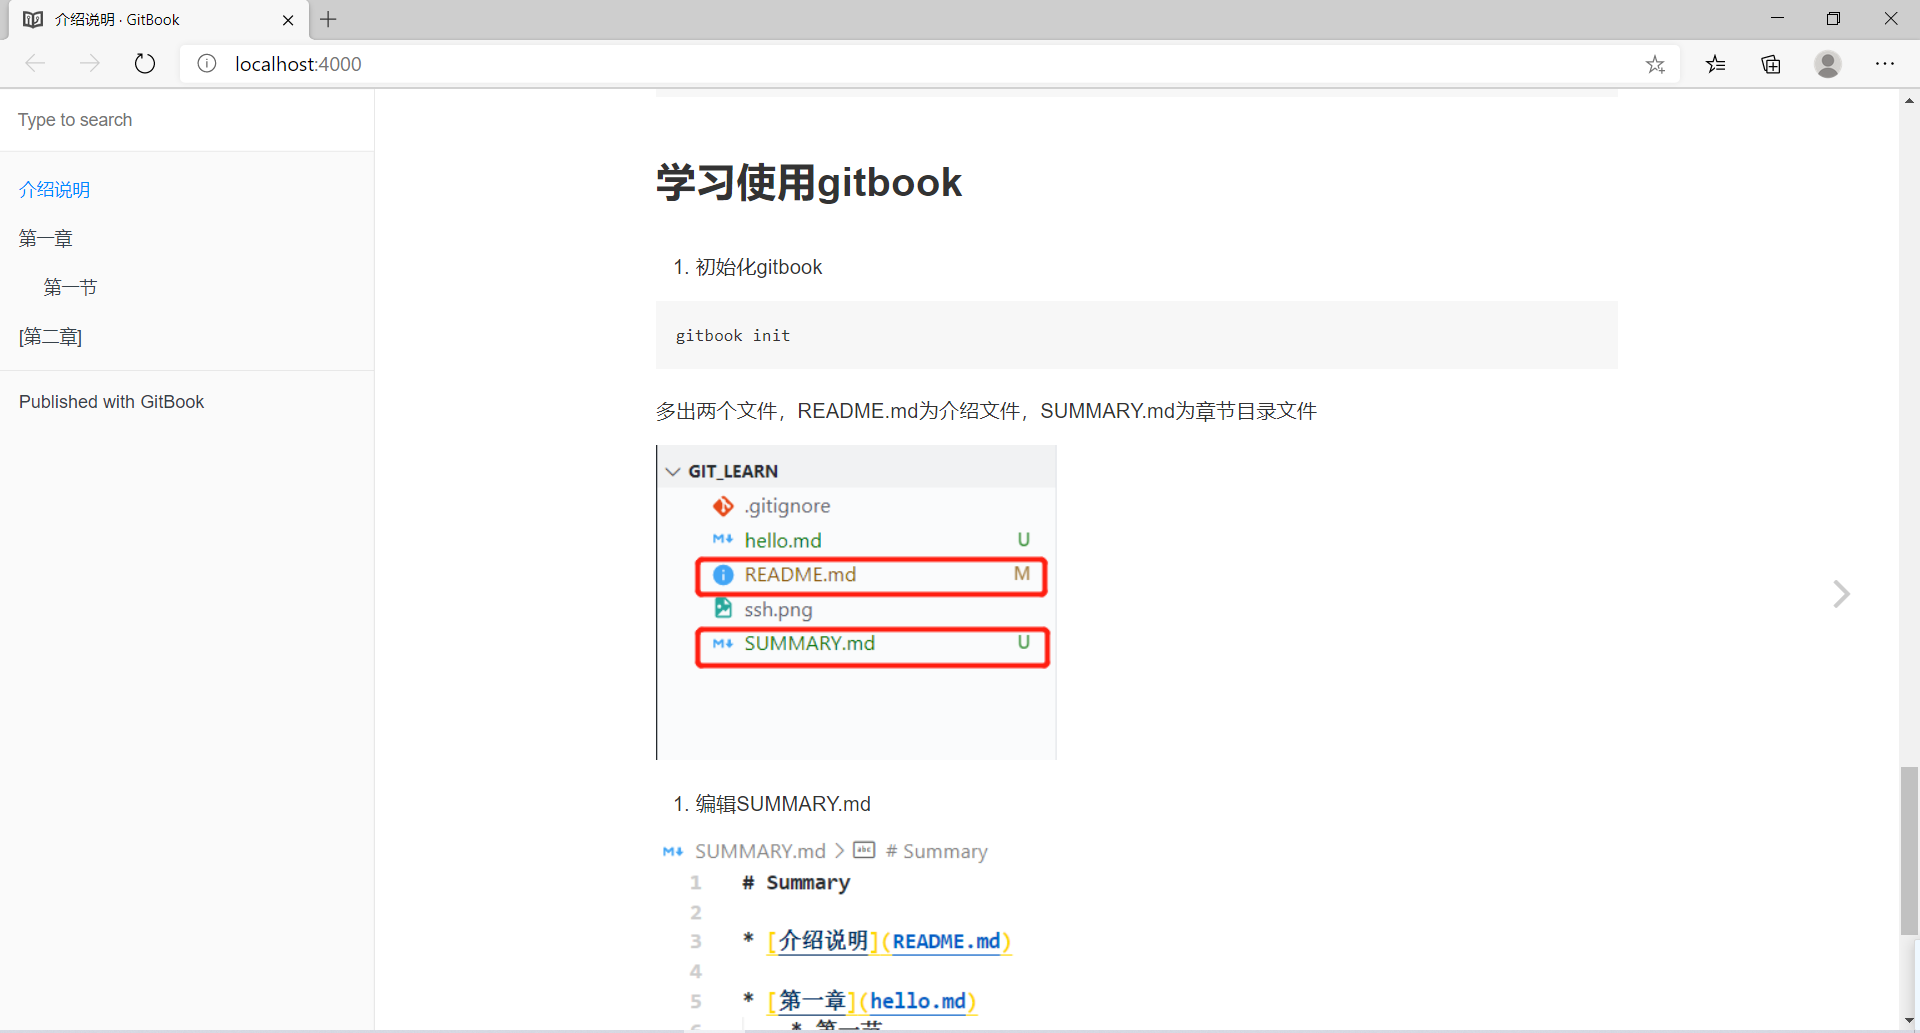 介绍说明 · GitBook
localhost:4000
Type to search
介绍说明
第一章
第一节
[第二章]
Published with GitBook
学习使用gitbook
1. 初始化gitbook
gitbook init
多出两个文件，README.md为介绍文件，SUMMARY.md为章节目录文件
GIT_LEARN
.gitignore
hello.md U
README.md M
ssh.png
SUMMARY.md U
1. 编辑SUMMARY.md
SUMMARY.md > abc # Summary
1 # Summary
2
3 * [介绍说明](README.md)
4
5 * [第一章](hello.md)
6 * 第一节